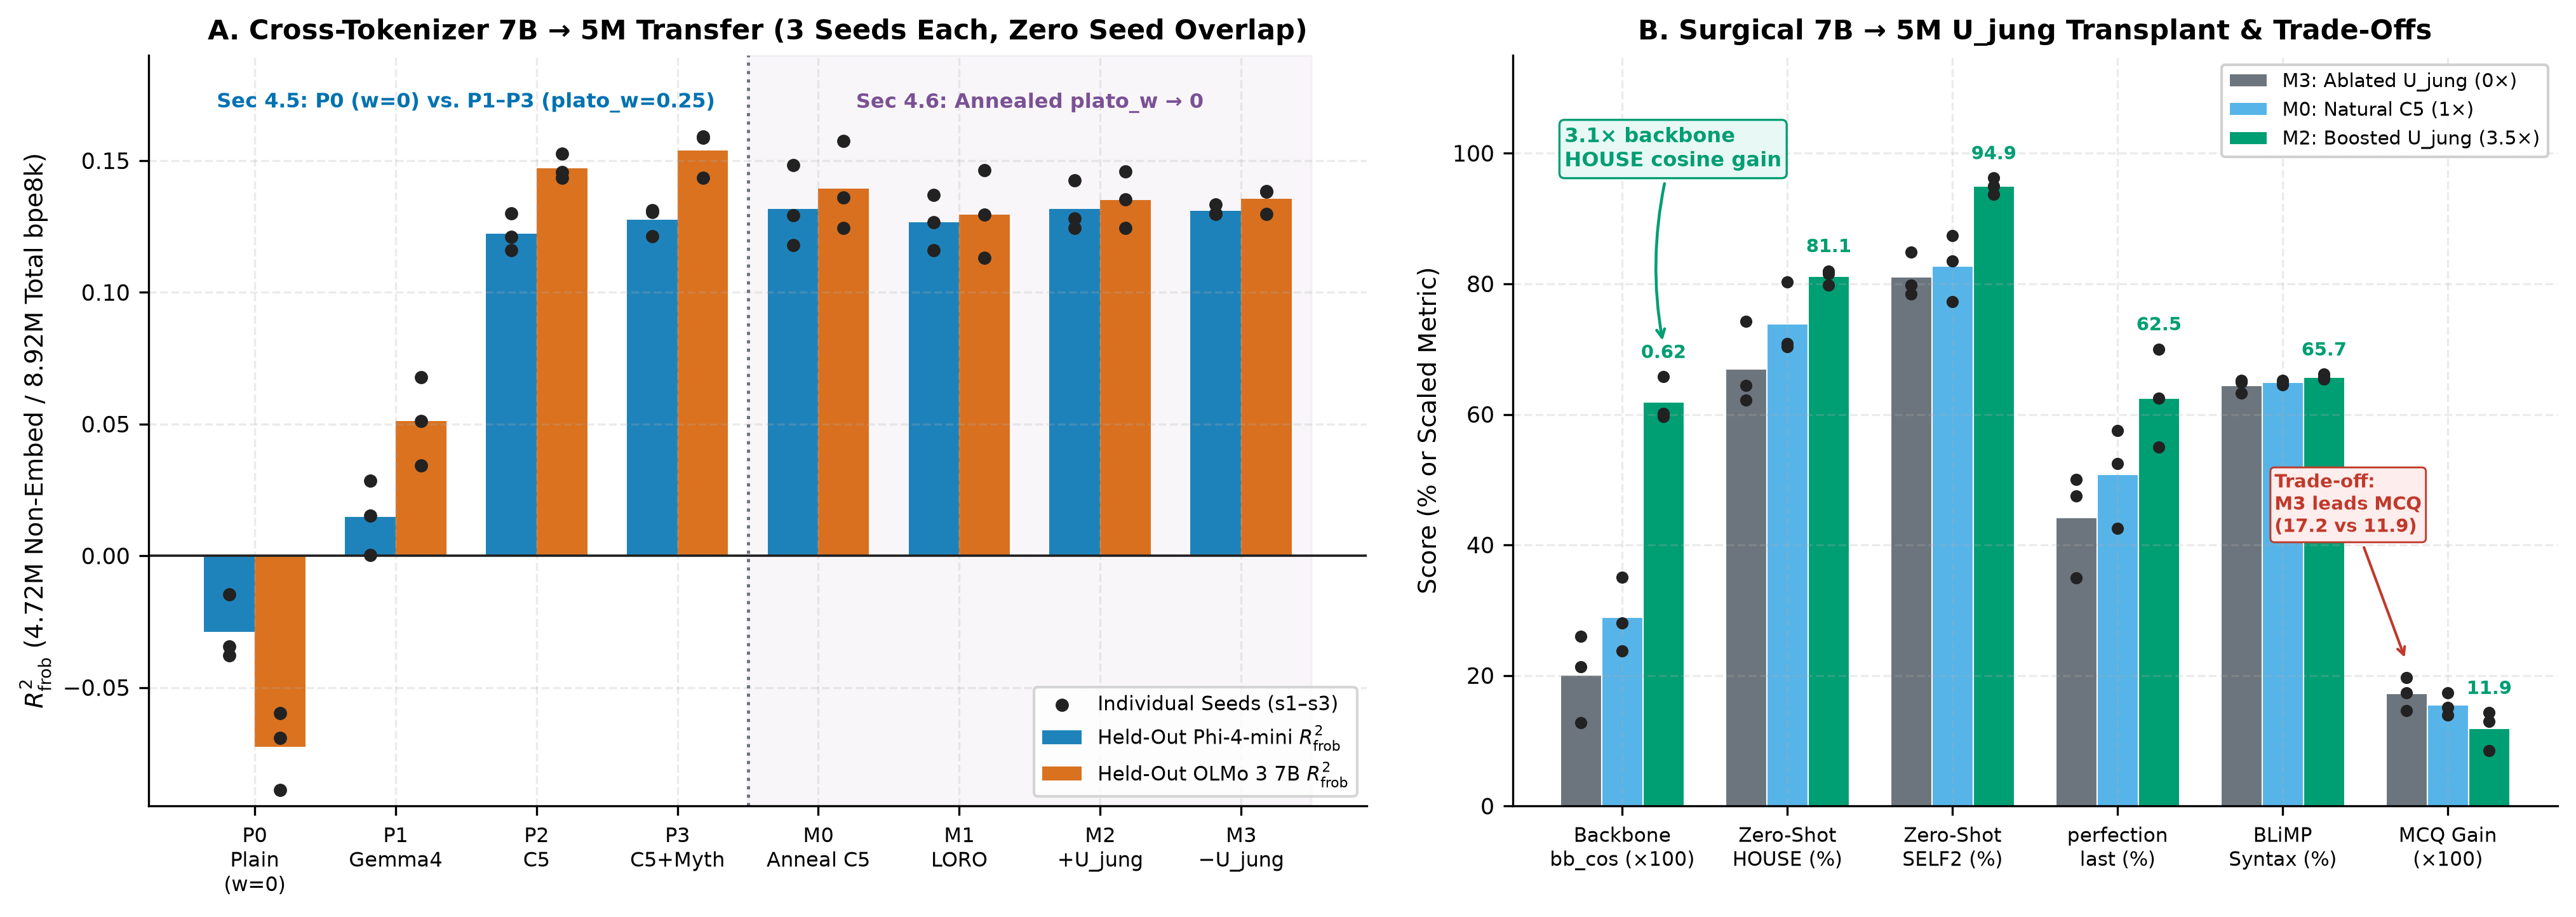 A. Cross-Tokenizer 7B → 5M Transfer (3 Seeds Each, Zero Seed Overlap)
Sec 4.5: P0 (w=0) vs. P1–P3 (plato_w=0.25)
Sec 4.6: Annealed plato_w → 0
R²frob (4.72M Non-Embed / 8.92M Total bpe8k)
0.15
0.10
0.05
0.00
−0.05
Individual Seeds (s1–s3)
Held-Out Phi-4-mini R²frob
Held-Out OLMo 3 7B R²frob
P0
Plain
(w=0)
P1
Gemma4
P2
C5
P3
C5+Myth
M0
Anneal C5
M1
LORO
M2
+U_jung
M3
−U_jung
B. Surgical 7B → 5M U_jung Transplant & Trade-Offs
M3: Ablated U_jung (0×)
M0: Natural C5 (1×)
M2: Boosted U_jung (3.5×)
3.1× backbone
HOUSE cosine gain
Score (% or Scaled Metric)
100
80
60
40
20
0
0.62
81.1
94.9
62.5
65.7
11.9
Trade-off:
M3 leads MCQ
(17.2 vs 11.9)
Backbone
bb_cos (×100)
Zero-Shot
HOUSE (%)
Zero-Shot
SELF2 (%)
perfection
last (%)
BLiMP
Syntax (%)
MCQ Gain
(×100)